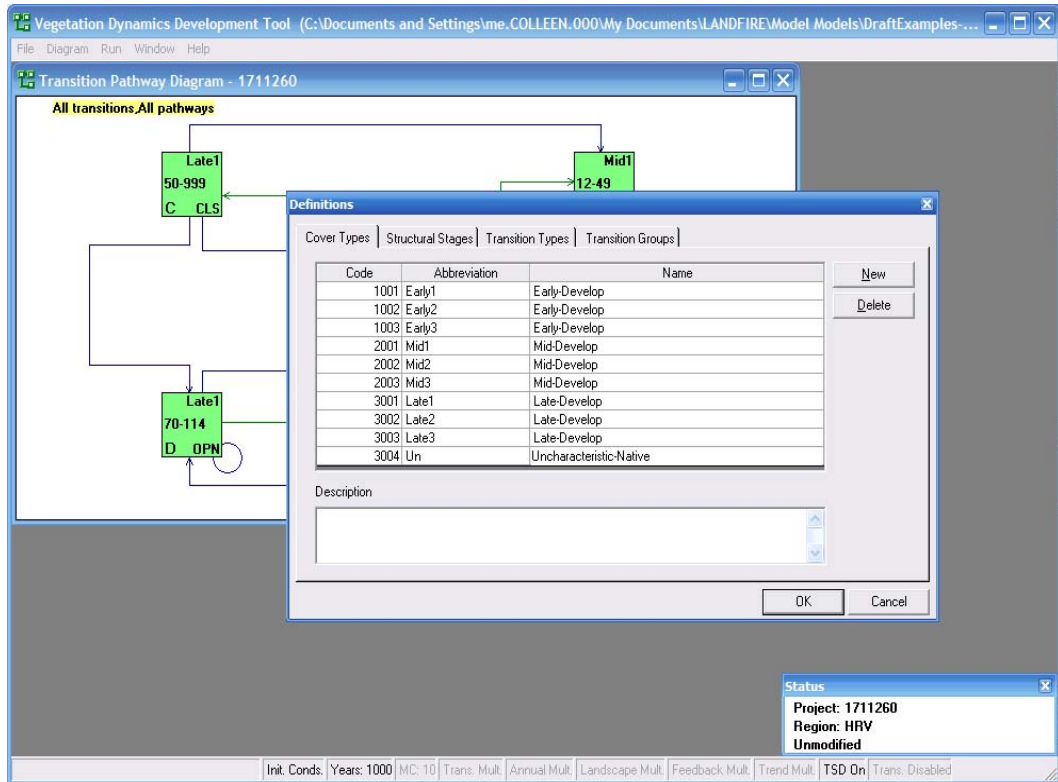 Vegetation Dynamics Development Tool (C:\Documents and Settings\me.COLLEEN.000\My Documents\LANDFIRE\Model Models\DraftExamples-...
File Diagram Run Window Help
Transition Pathway Diagram - 1711260
All transitions,All pathways
Late1
50-999
C CLS
Mid1
12-49
Late1
70-114
D OPN
Definitions
Cover Types Structural Stages Transition Types Transition Groups
Code Abbreviation Name
1001 Early1 Early-Develop
1002 Early2 Early-Develop
1003 Early3 Early-Develop
2001 Mid1 Mid-Develop
2002 Mid2 Mid-Develop
2003 Mid3 Mid-Develop
3001 Late1 Late-Develop
3002 Late2 Late-Develop
3003 Late3 Late-Develop
3004 Un Uncharacteristic-Native
New
Delete
Description
OK Cancel
Status
Project: 1711260
Region: HRV
Unmodified
Init. Conds. Years: 1000 MC: 10 Trans. Mult. Annual Mult. Landscape Mult. Feedback Mult. Trend Mult. TSD On Trans. Disabled